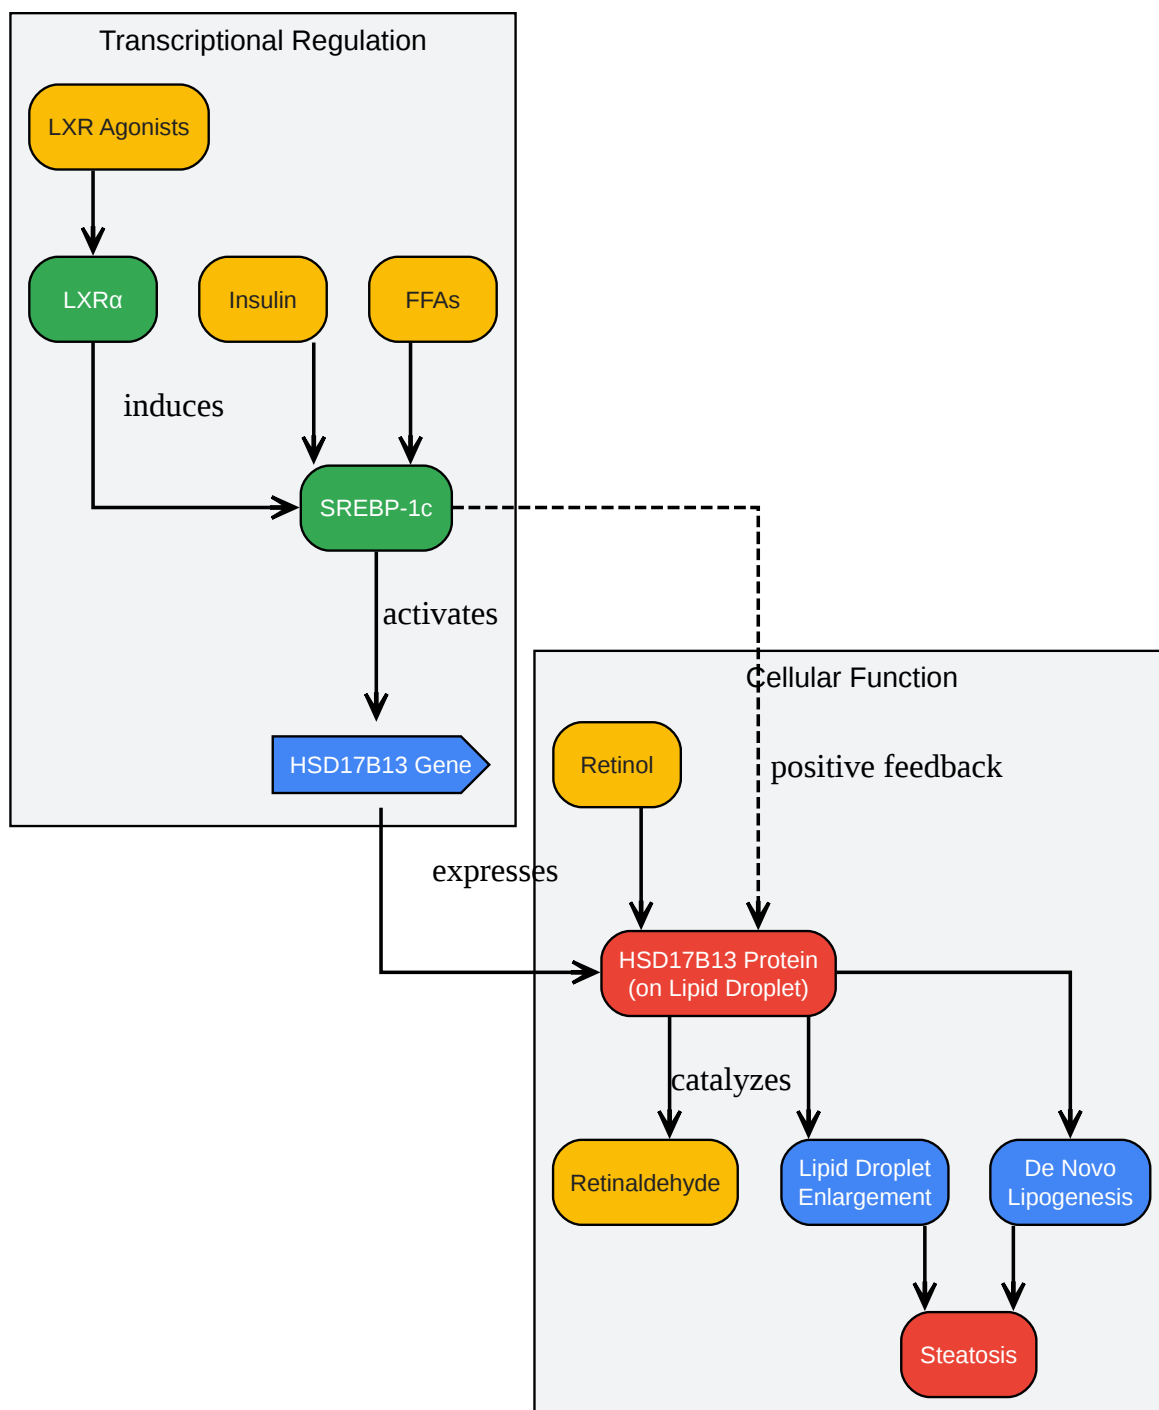 Transcriptional Regulation
LXR Agonists
LXRα
Insulin
FFAs
induces
SREBP-1c
activates
HSD17B13 Gene
Cellular Function
Retinol
positive feedback
expresses
HSD17B13 Protein
(on Lipid Droplet)
catalyzes
Retinaldehyde
Lipid Droplet
Enlargement
De Novo
Lipogenesis
Steatosis